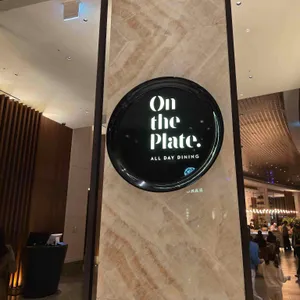 On
the
Plate.
ALL DAY DINING